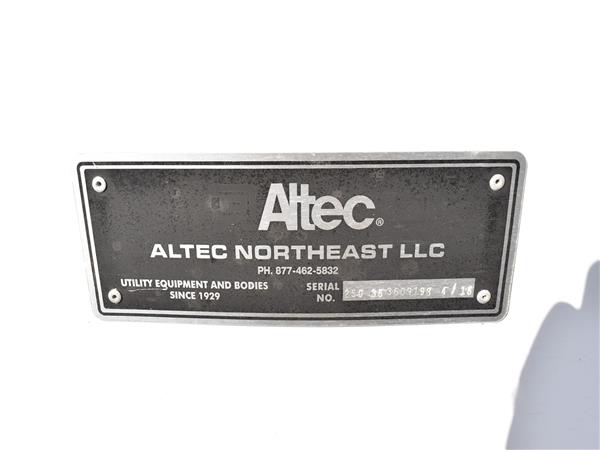 Altec®
ALTEC NORTHEAST LLC
PH. 877-462-5832
UTILITY EQUIPMENT AND BODIES
SINCE 1929
SERIAL
NO.